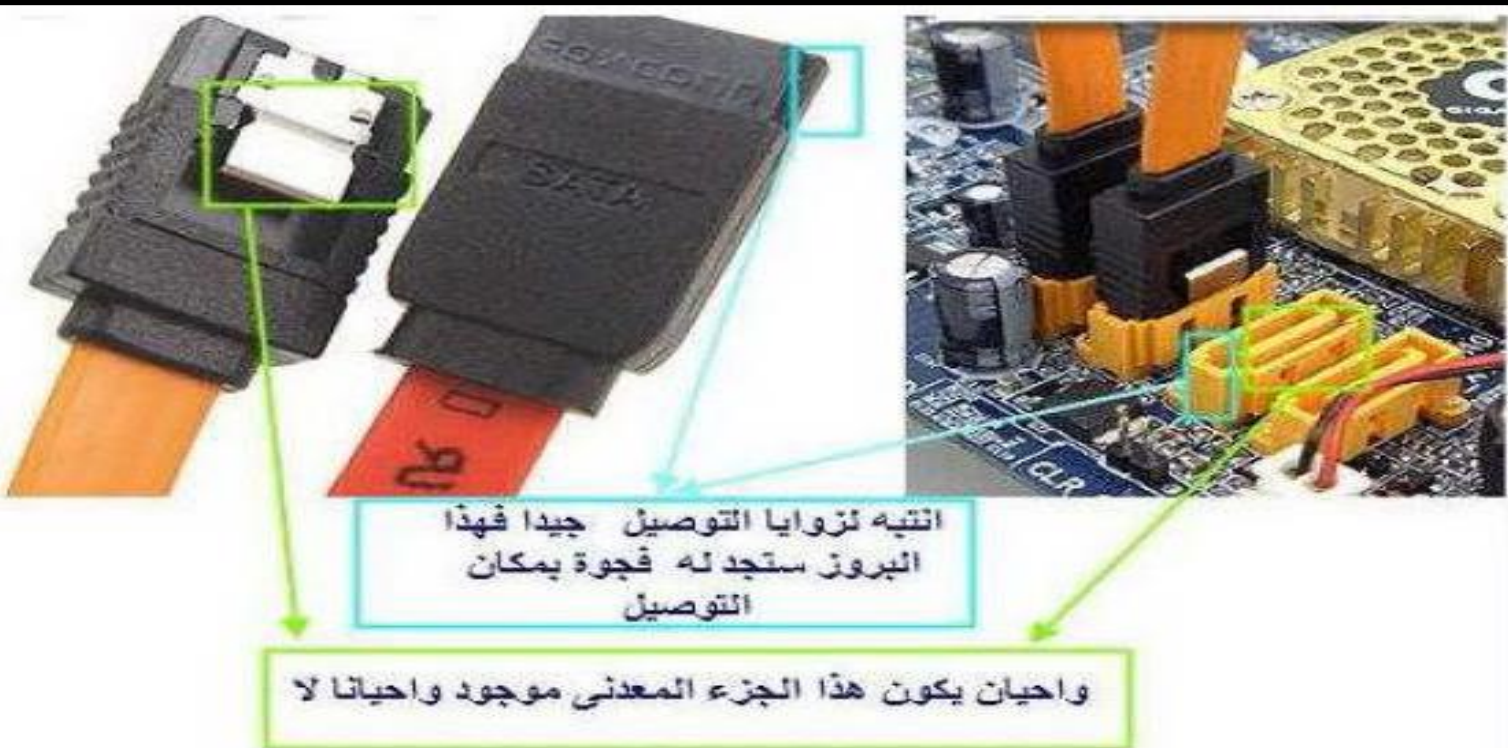 FOXCONN
SATA
CLR
انتبه لزوايا التوصيل جيدا فهذا
البروز ستجد له فجوة بمكان
التوصيل
واحيان يكون هذا الجزء المعدنى موجود واحيانا لا